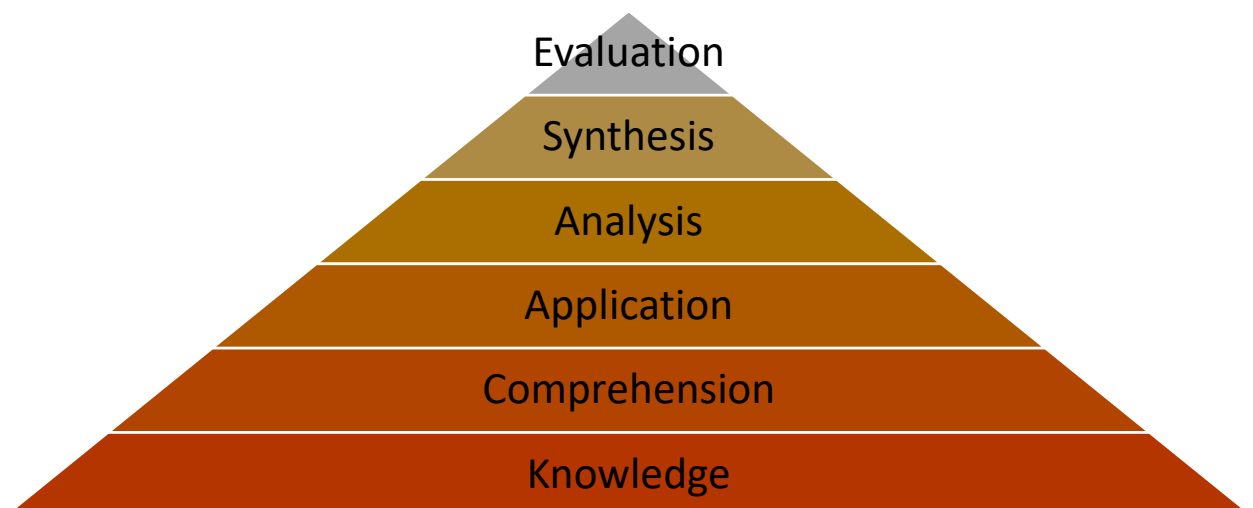 Evaluation
Synthesis
Analysis
Application
Comprehension
Knowledge